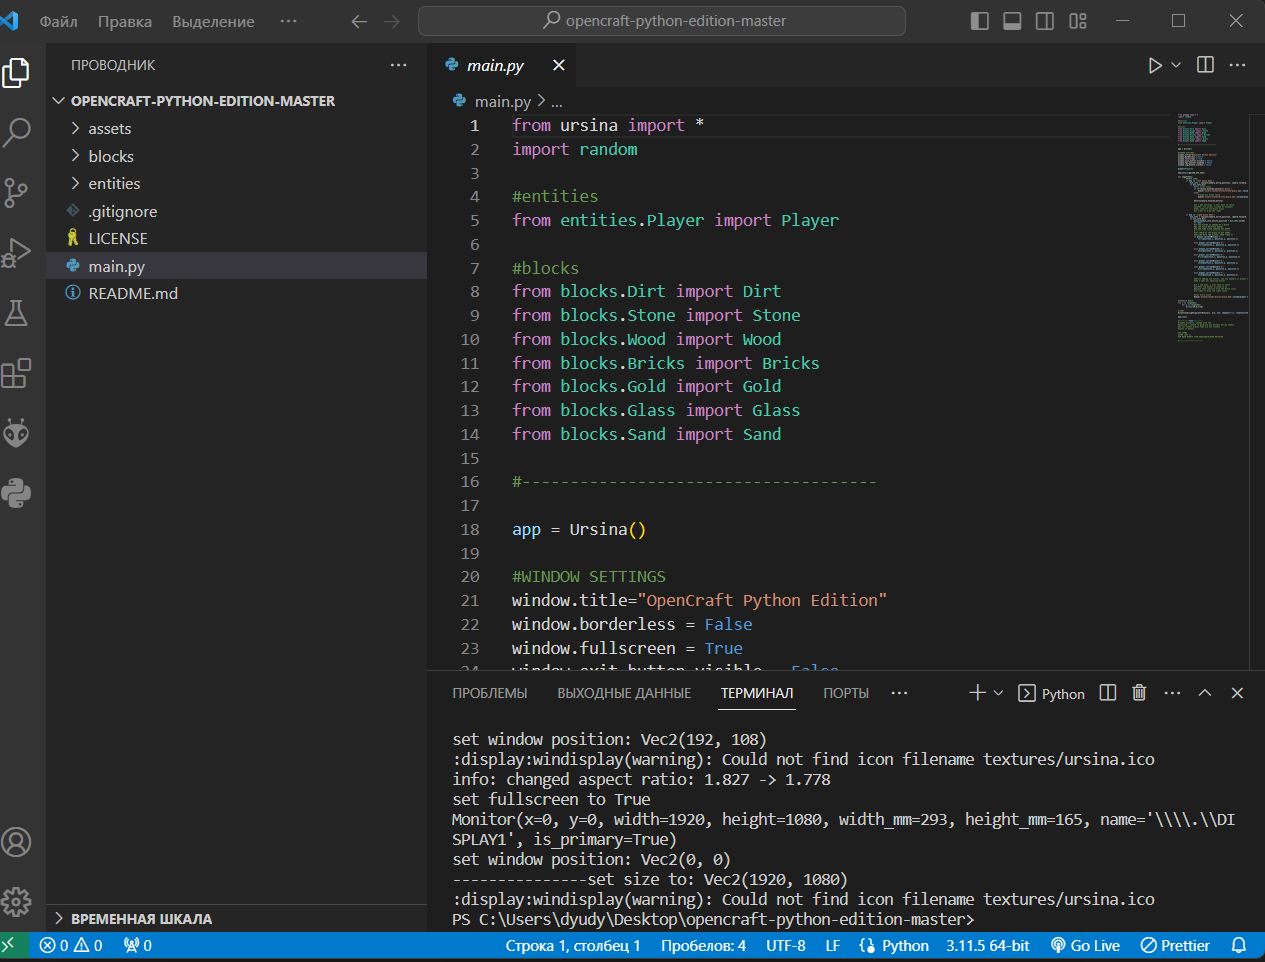 Файл Правка Выделение ··· opencraft-python-edition-master
ПРОВОДНИК
OPENCRAFT-PYTHON-EDITION-MASTER
assets
blocks
entities
.gitignore
LICENSE
main.py
README.md
ВРЕМЕННАЯ ШКАЛА
main.py
main.py > ...
1 from ursina import *
2 import random
3
4 #entities
5 from entities.Player import Player
6
7 #blocks
8 from blocks.Dirt import Dirt
9 from blocks.Stone import Stone
10 from blocks.Wood import Wood
11 from blocks.Bricks import Bricks
12 from blocks.Gold import Gold
13 from blocks.Glass import Glass
14 from blocks.Sand import Sand
15
16 #-------------------------------------
17
18 app = Ursina()
19
20 #WINDOW SETTINGS
21 window.title="OpenCraft Python Edition"
22 window.borderless = False
23 window.fullscreen = True
24 window.exit_button.visible = False
ПРОБЛЕМЫ ВЫХОДНЫЕ ДАННЫЕ ТЕРМИНАЛ ПОРТЫ ··· Python
set window position: Vec2(192, 108)
:display:windisplay(warning): Could not find icon filename textures/ursina.ico
info: changed aspect ratio: 1.827 -> 1.778
set fullscreen to True
Monitor(x=0, y=0, width=1920, height=1080, width_mm=293, height_mm=165, name='\\\\.\\DI
SPLAY1', is_primary=True)
set window position: Vec2(0, 0)
---------------set size to: Vec2(1920, 1080)
:display:windisplay(warning): Could not find icon filename textures/ursina.ico
PS C:\Users\dyudy\Desktop\opencraft-python-edition-master>
0 0 0 Строка 1, столбец 1 Пробелов: 4 UTF-8 LF Python 3.11.5 64-bit Go Live Prettier